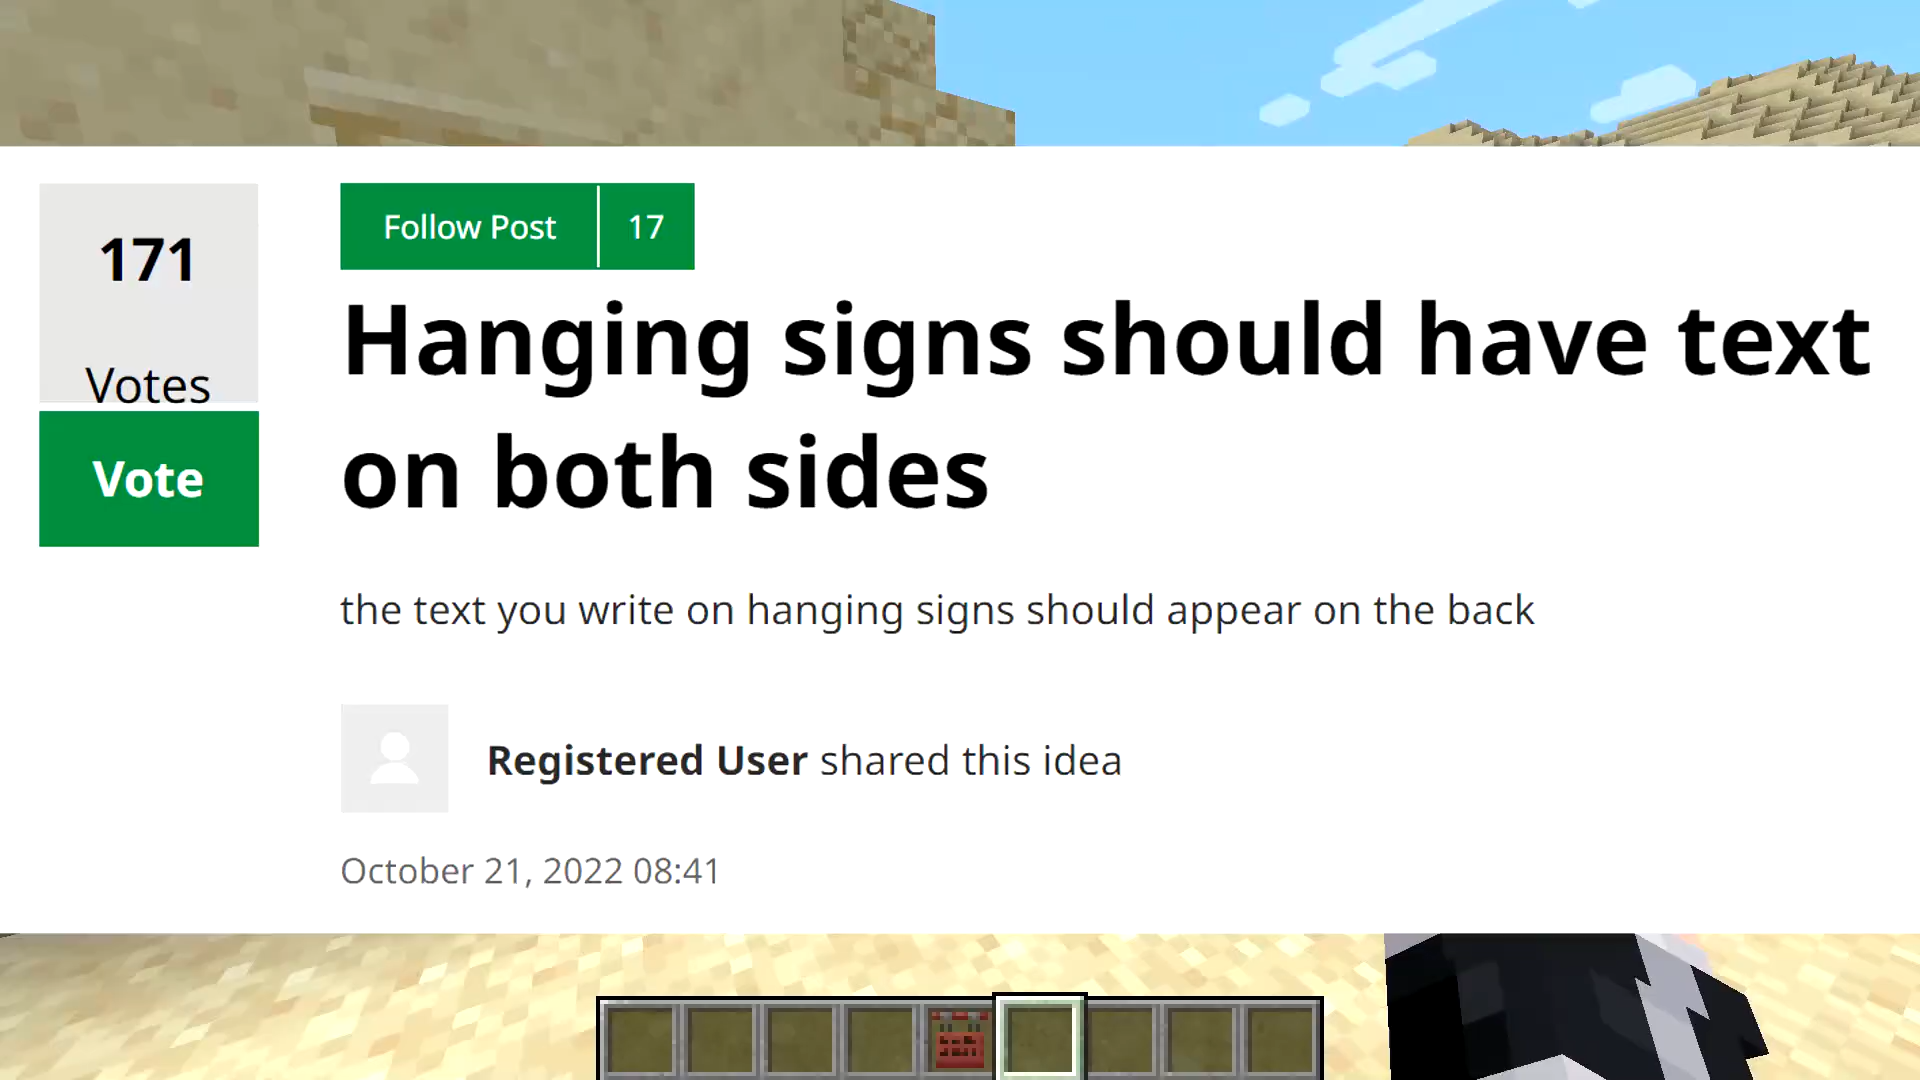 171
Votes
Vote
Follow Post 17
Hanging signs should have text
on both sides
the text you write on hanging signs should appear on the back
Registered User shared this idea
October 21, 2022 08:41